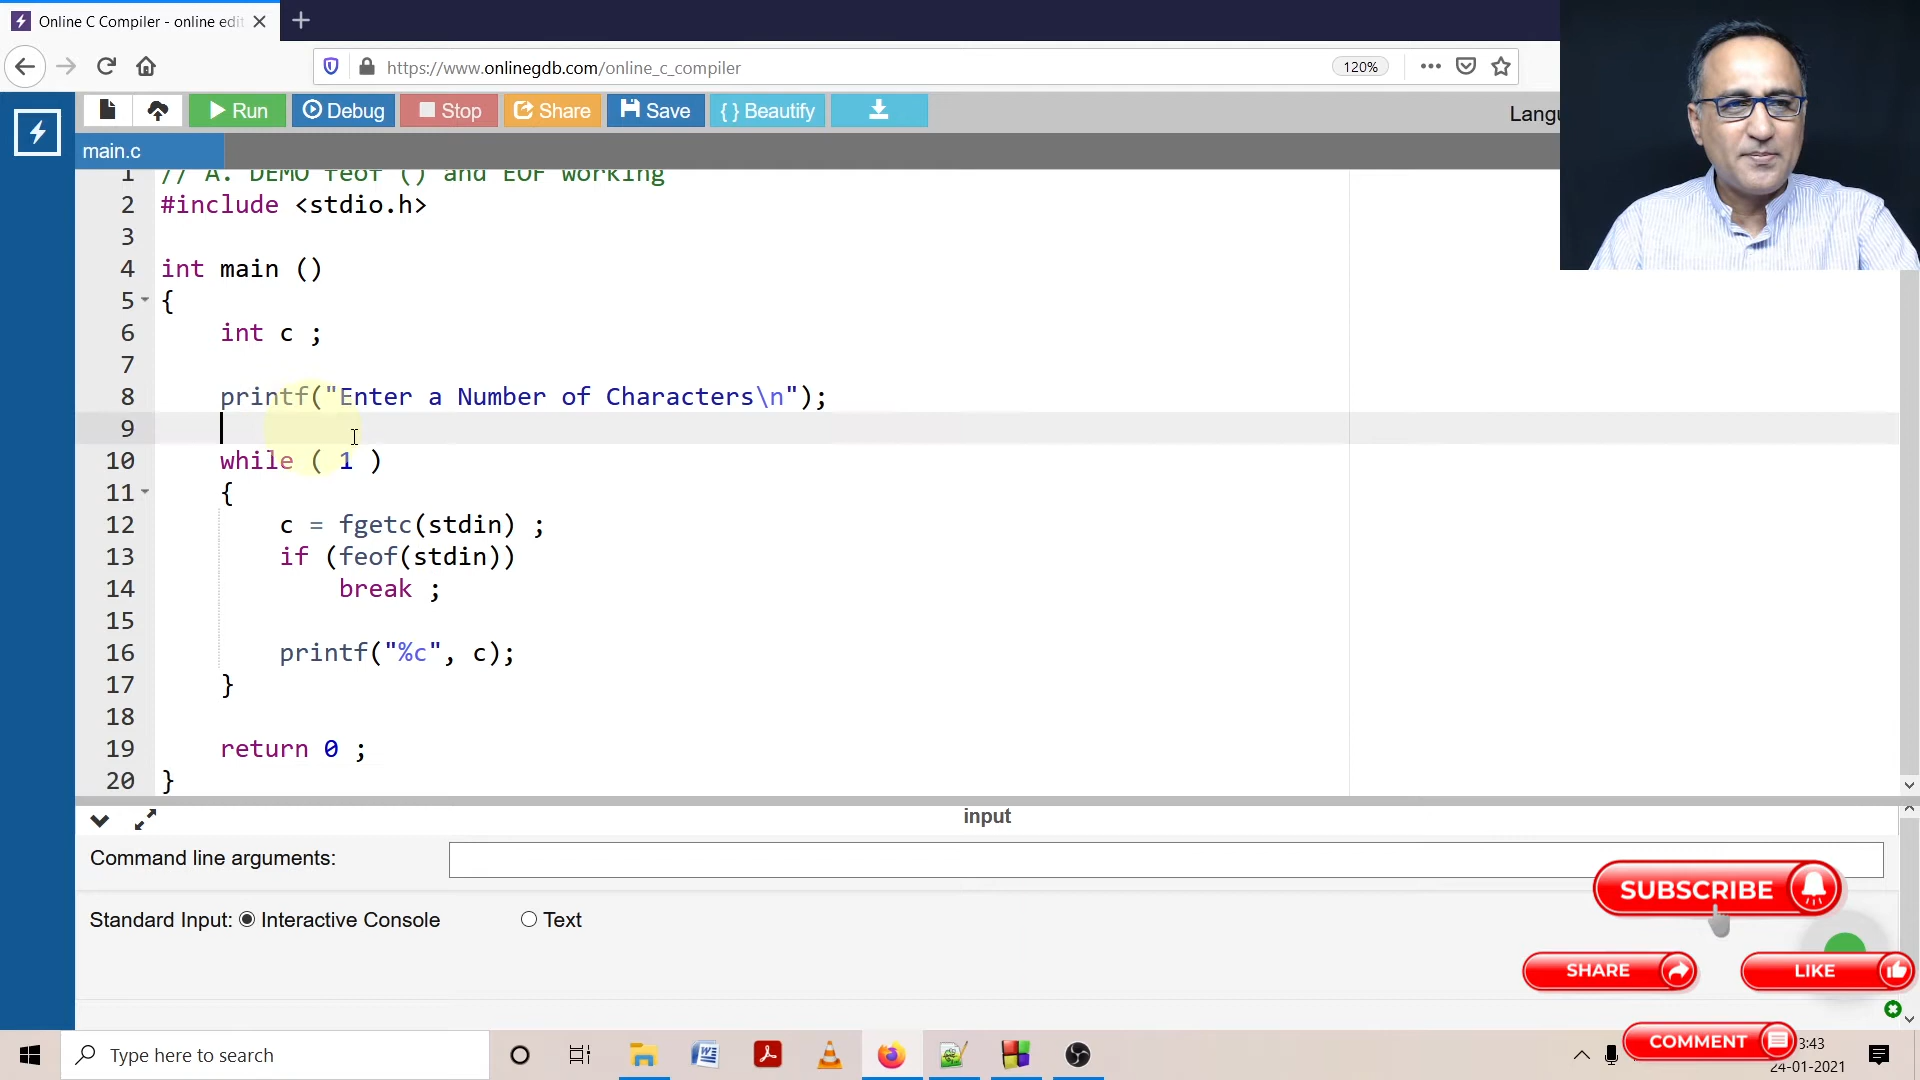 Online C Compiler - online edit
https://www.onlinegdb.com/online_c_compiler
120%
Run
Debug
Stop
Share
Save
{ } Beautify
Langu
main.c
1 // A. DEMO feof () and EOF working
2 #include <stdio.h>
3
4 int main ()
5 {
6 int c ;
7
8 printf("Enter a Number of Characters\n");
9
10 while ( 1 )
11 {
12 c = fgetc(stdin) ;
13 if (feof(stdin))
14 break ;
15
16 printf("%c", c);
17 }
18
19 return 0 ;
20 }
input
Command line arguments:
Standard Input: Interactive Console Text
SUBSCRIBE
SHARE
LIKE
COMMENT
Type here to search
3:43
24-01-2021